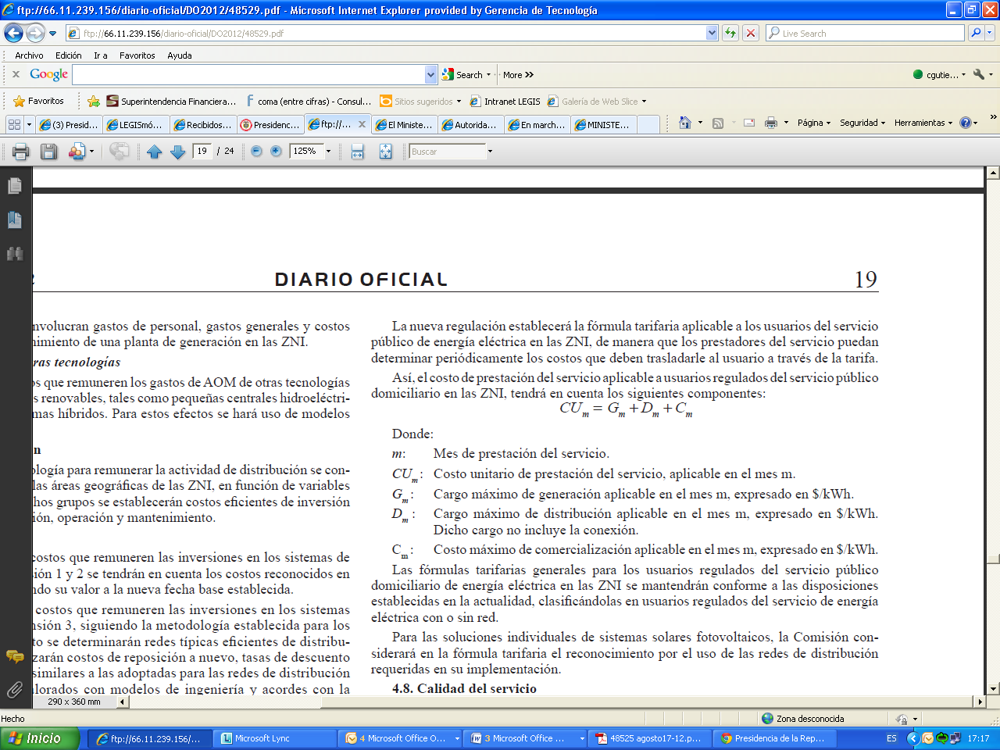 ftp://66.11.239.156/diario-oficial/DO2012/48529.pdf - Microsoft Internet Explorer provided by Gerencia de Tecnología
ftp://66.11.239.156/diario-oficial/DO2012/48529.pdf
Live Search
Archivo Edición Ir a Favoritos Ayuda
x Google Search More >> cgutie...
Favoritos Superintendencia Financiera... coma (entre cifras) - Consul... Sitios sugeridos Intranet LEGIS Galería de Web Slice
(3) Presid... LEGISmó... Recibidos... Presidenc... ftp://... El Ministe... Autorida... En march... MINISTE... Página Seguridad Herramientas
19 / 24 125% Buscar
DIARIO OFICIAL 19
nvolucran gastos de personal, gastos generales y costos
nimiento de una planta de generación en las ZNI.
ras tecnologías
os que remuneren los gastos de AOM de otras tecnologías
s renovables, tales como pequeñas centrales hidroeléctri-
mas híbridos. Para estos efectos se hará uso de modelos
n
ología para remunerar la actividad de distribución se con-
las áreas geográficas de las ZNI, en función de variables
hos grupos se establecerán costos eficientes de inversión
ión, operación y mantenimiento.
costos que remuneren las inversiones en los sistemas de
sión 1 y 2 se tendrán en cuenta los costos reconocidos en
ndo su valor a la nueva fecha base establecida.
costos que remuneren las inversiones en los sistemas
nsión 3, siguiendo la metodología establecida para los
to se determinarán redes típicas eficientes de distribu-
zarán costos de reposición a nuevo, tasas de descuento
similares a las adoptadas para las redes de distribución
alorados con modelos de ingeniería y acordes con la
La nueva regulación establecerá la fórmula tarifaria aplicable a los usuarios del servicio
público de energía eléctrica en las ZNI, de manera que los prestadores del servicio puedan
determinar periódicamente los costos que deben trasladarle al usuario a través de la tarifa.
Así, el costo de prestación del servicio aplicable a usuarios regulados del servicio público
domiciliario en las ZNI, tendrá en cuenta los siguientes componentes:
CUm = Gm + Dm + Cm
Donde:
m: Mes de prestación del servicio.
CUm: Costo unitario de prestación del servicio, aplicable en el mes m.
Gm: Cargo máximo de generación aplicable en el mes m, expresado en $/kWh.
Dm: Cargo máximo de distribución aplicable en el mes m, expresado en $/kWh.
Dicho cargo no incluye la conexión.
Cm: Costo máximo de comercialización aplicable en el mes m, expresado en $/kWh.
Las fórmulas tarifarias generales para los usuarios regulados del servicio público
domiciliario de energía eléctrica en las ZNI se mantendrán conforme a las disposiciones
establecidas en la actualidad, clasificándolas en usuarios regulados del servicio de energía
eléctrica con o sin red.
Para las soluciones individuales de sistemas solares fotovoltaicos, la Comisión con-
siderará en la fórmula tarifaria el reconocimiento por el uso de las redes de distribución
requeridas en su implementación.
4.8. Calidad del servicio
290 x 360 mm
Hecho Zona desconocida
Inicio ftp://66.11.239.156/... Microsoft Lync 4 Microsoft Office O... 3 Microsoft Office ... 48525 agosto17-12.p... Presidencia de la Rep... ES 17:17